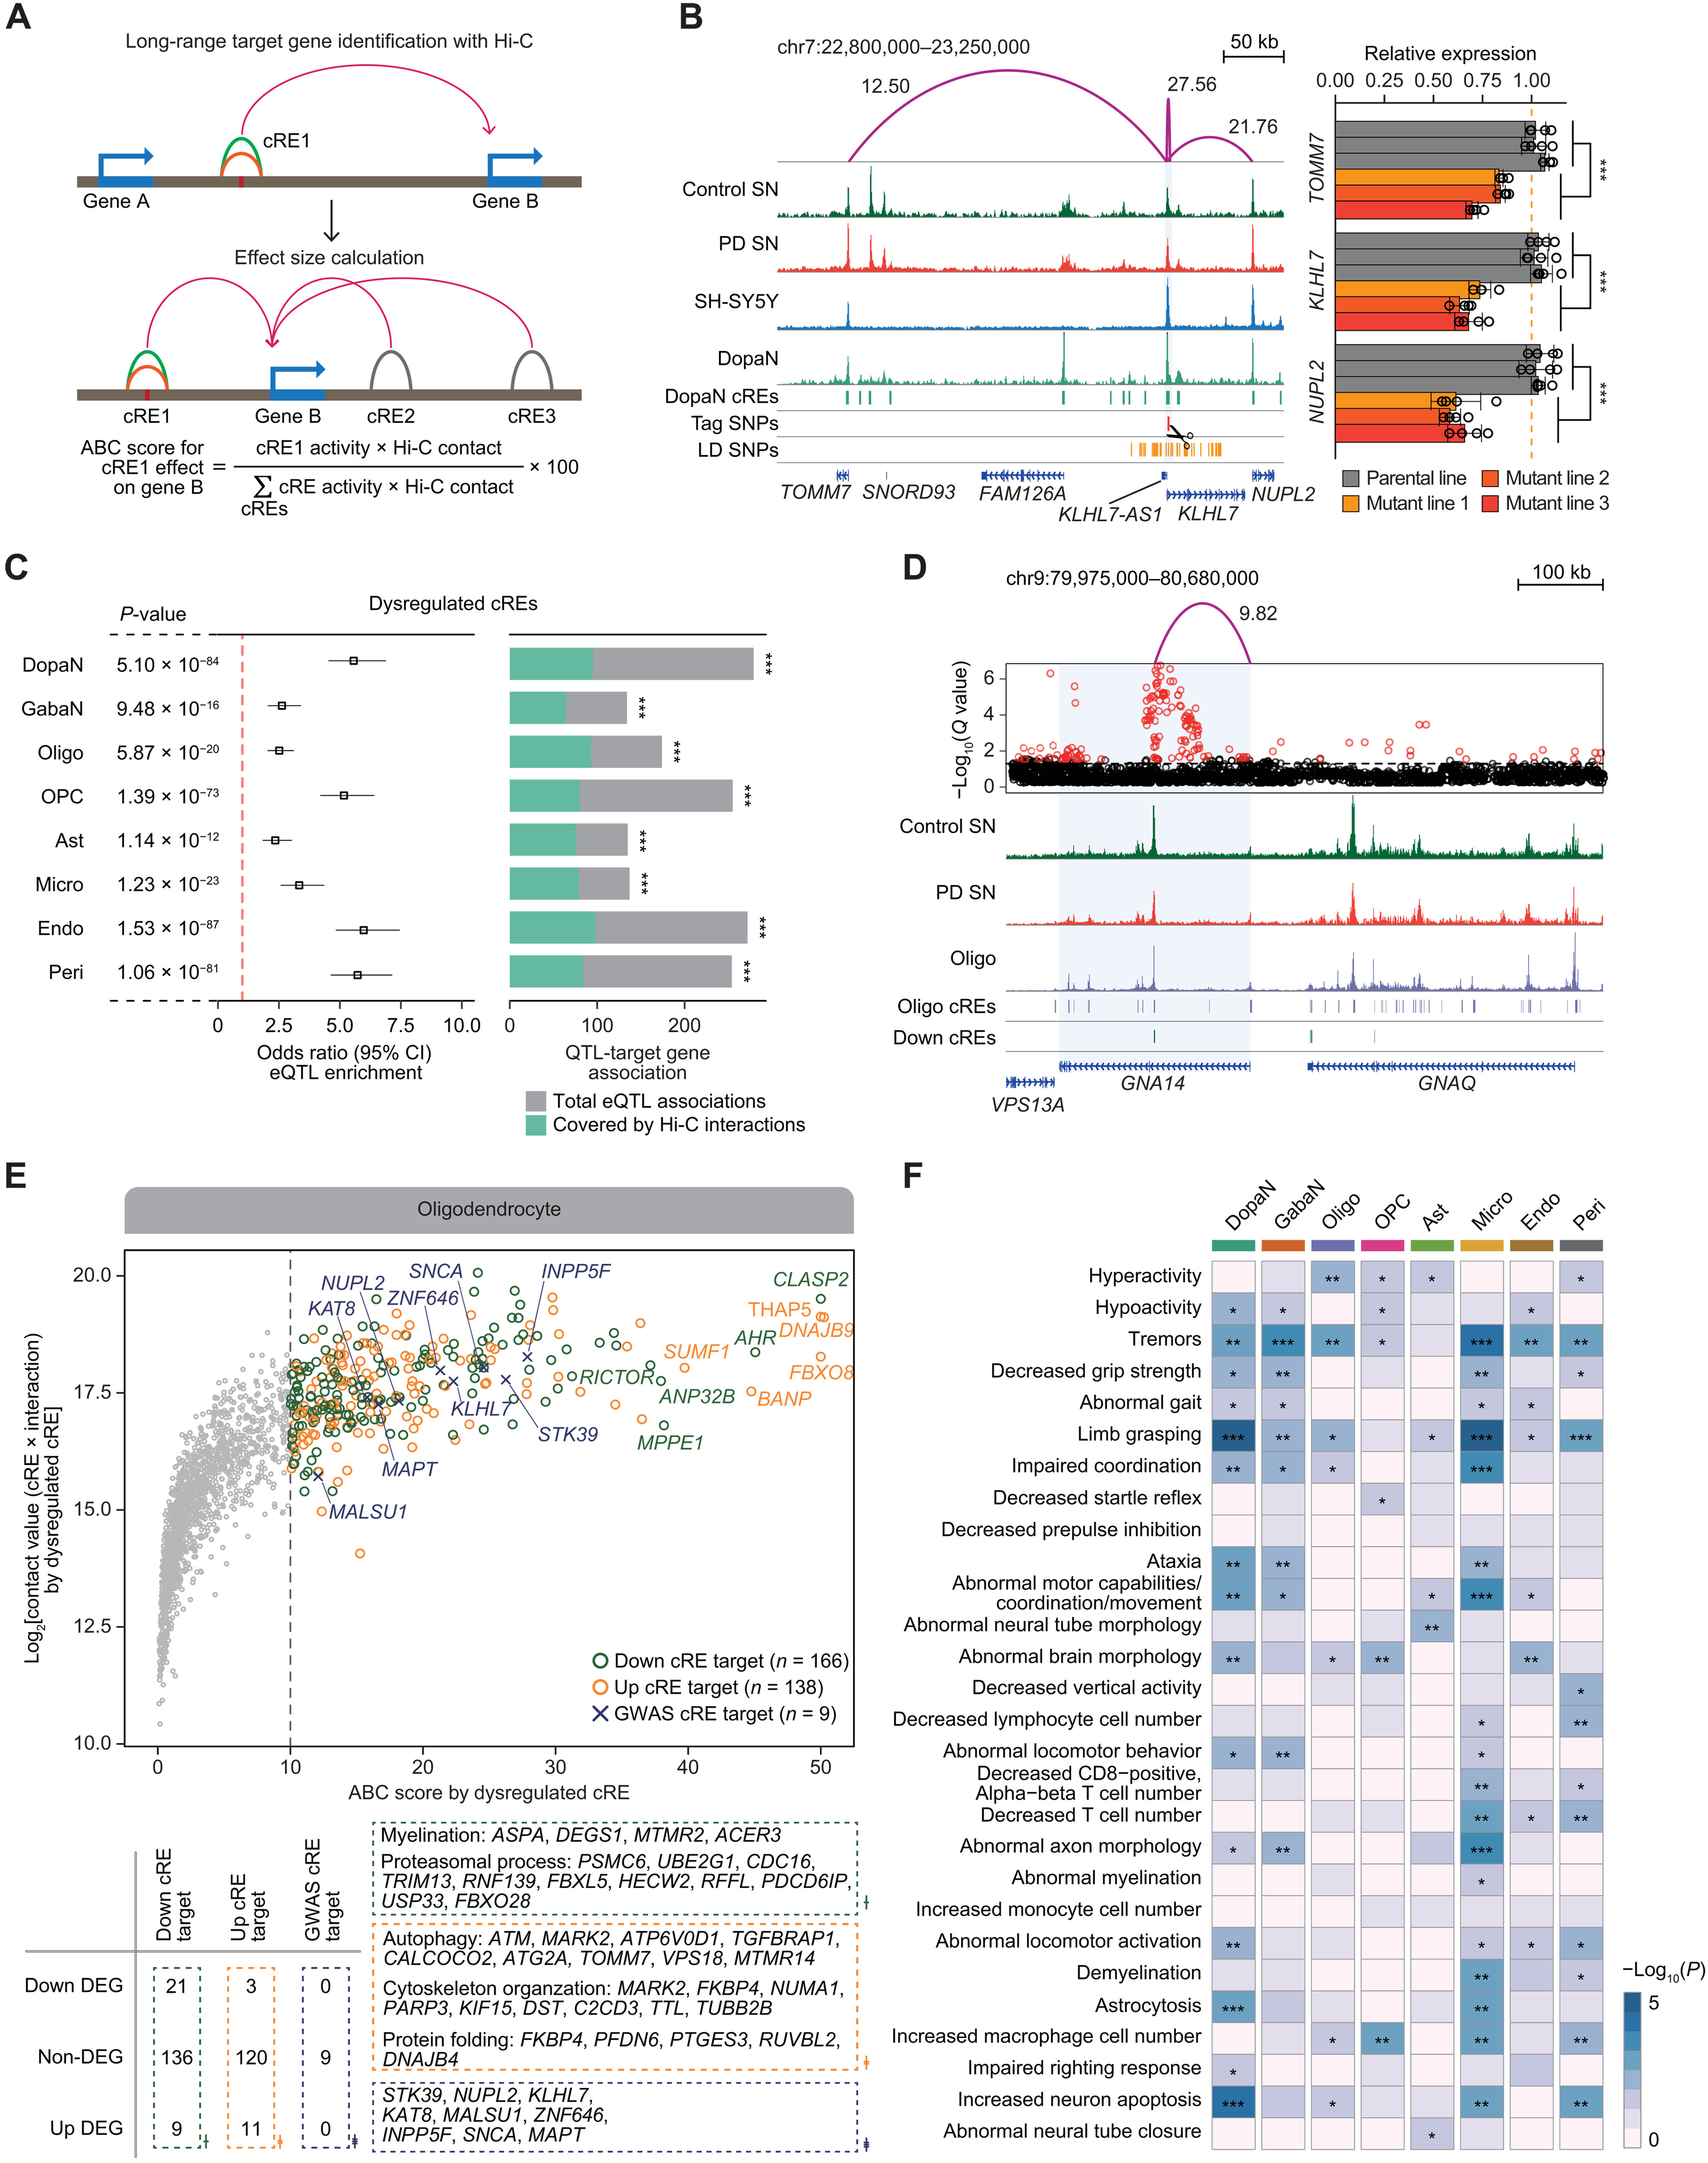 A
Long-range target gene identification with Hi-C
cRE1
Gene A
Gene B
Effect size calculation
cRE1
Gene B
cRE2
cRE3
ABC score for
cRE1 effect
on gene B
=
cRE1 activity × Hi-C contact
∑ cRE activity × Hi-C contact
cREs
× 100
B
chr7:22,800,000–23,250,000
50 kb
12.50
27.56
21.76
Control SN
PD SN
SH-SY5Y
DopaN
DopaN cREs
Tag SNPs
LD SNPs
TOMM7
SNORD93
FAM126A
KLHL7-AS1
KLHL7
NUPL2
Relative expression
0.00 0.25 0.50 0.75 1.00
TOMM7
***
KLHL7
***
NUPL2
***
Parental line
Mutant line 1
Mutant line 2
Mutant line 3
C
P-value
Dysregulated cREs
DopaN 5.10 × 10–84 ***
GabaN 9.48 × 10–16 ***
Oligo 5.87 × 10–20 ***
OPC 1.39 × 10–73 ***
Ast 1.14 × 10–12 ***
Micro 1.23 × 10–23 ***
Endo 1.53 × 10–87 ***
Peri 1.06 × 10–81 ***
0 2.5 5.0 7.5 10.0
Odds ratio (95% CI)
eQTL enrichment
0 100 200
QTL-target gene
association
Total eQTL associations
Covered by Hi-C interactions
D
chr9:79,975,000–80,680,000
100 kb
9.82
−Log10(Q value)
6
4
2
0
Control SN
PD SN
Oligo
Oligo cREs
Down cREs
VPS13A
GNA14
GNAQ
E
Oligodendrocyte
Log2[contact value (cRE × interaction)
by dysregulated cRE]
20.0
17.5
15.0
12.5
10.0
SNCA
INPP5F
NUPL2
ZNF646
KAT8
CLASP2
THAP5
DNAJB9
AHR
SUMF1
FBXO8
RICTOR
ANP32B
BANP
KLHL7
STK39
MPPE1
MAPT
MALSU1
Down cRE target (n = 166)
Up cRE target (n = 138)
GWAS cRE target (n = 9)
0 10 20 30 40 50
ABC score by dysregulated cRE
Down cRE
target
Up cRE
target
GWAS cRE
target
Down DEG 21 3 0
Non-DEG 136 120 9
Up DEG 9 11 0
Myelination: ASPA, DEGS1, MTMR2, ACER3
Proteasomal process: PSMC6, UBE2G1, CDC16,
TRIM13, RNF139, FBXL5, HECW2, RFFL, PDCD6IP,
USP33, FBXO28
Autophagy: ATM, MARK2, ATP6V0D1, TGFBRAP1,
CALCOCO2, ATG2A, TOMM7, VPS18, MTMR14
Cytoskeleton organzation: MARK2, FKBP4, NUMA1,
PARP3, KIF15, DST, C2CD3, TTL, TUBB2B
Protein folding: FKBP4, PFDN6, PTGES3, RUVBL2,
DNAJB4
STK39, NUPL2, KLHL7,
KAT8, MALSU1, ZNF646,
INPP5F, SNCA, MAPT
F
DopaN GabaN Oligo OPC Ast Micro Endo Peri
Hyperactivity ** * * *
Hypoactivity * * * *
Tremors ** *** ** * *** ** **
Decreased grip strength * ** ** *
Abnormal gait * * * *
Limb grasping *** ** * * *** * ***
Impaired coordination ** * * ***
Decreased startle reflex *
Decreased prepulse inhibition
Ataxia ** ** **
Abnormal motor capabilities/
coordination/movement ** * * *** *
Abnormal neural tube morphology **
Abnormal brain morphology ** * ** **
Decreased vertical activity *
Decreased lymphocyte cell number * **
Abnormal locomotor behavior * ** *
Decreased CD8−positive,
Alpha−beta T cell number ** *
Decreased T cell number ** * **
Abnormal axon morphology * ** ***
Abnormal myelination *
Increased monocyte cell number
Abnormal locomotor activation ** * * *
Demyelination ** *
Astrocytosis *** **
Increased macrophage cell number * ** ** **
Impaired righting response *
Increased neuron apoptosis *** * ** **
Abnormal neural tube closure *
−Log10(P)
5
0